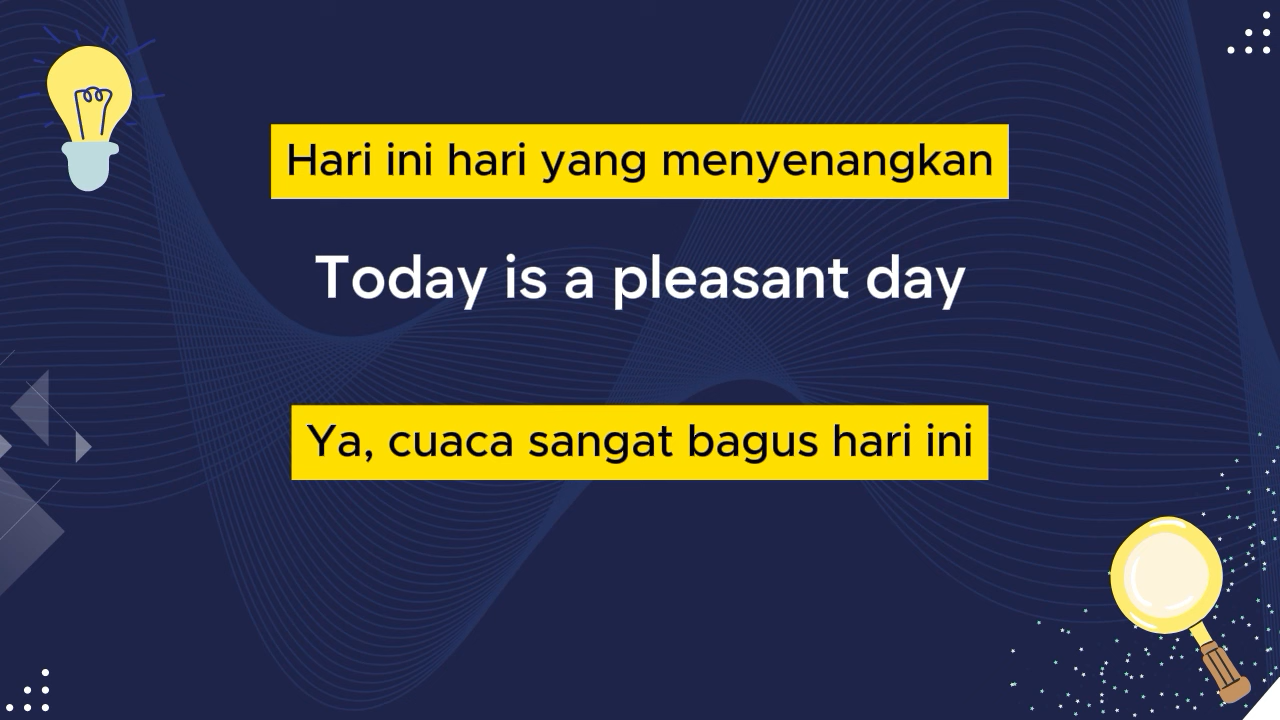 Hari ini hari yang menyenangkan
Today is a pleasant day
Ya, cuaca sangat bagus hari ini